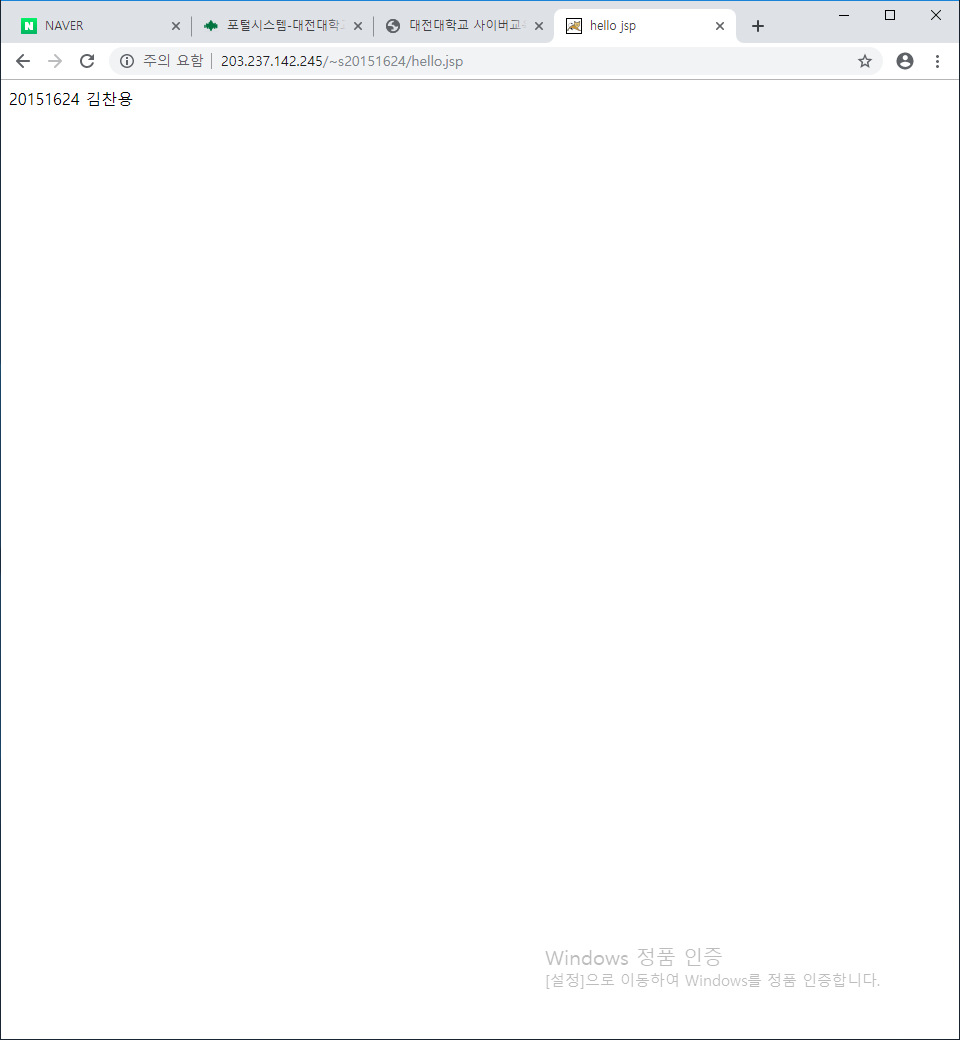 NAVER
포털시스템-대전대학
대전대학교 사이버교
hello jsp
주의 요함 | 203.237.142.245/~s20151624/hello.jsp
20151624 김찬용
Windows 정품 인증
[설정]으로 이동하여 Windows를 정품 인증합니다.